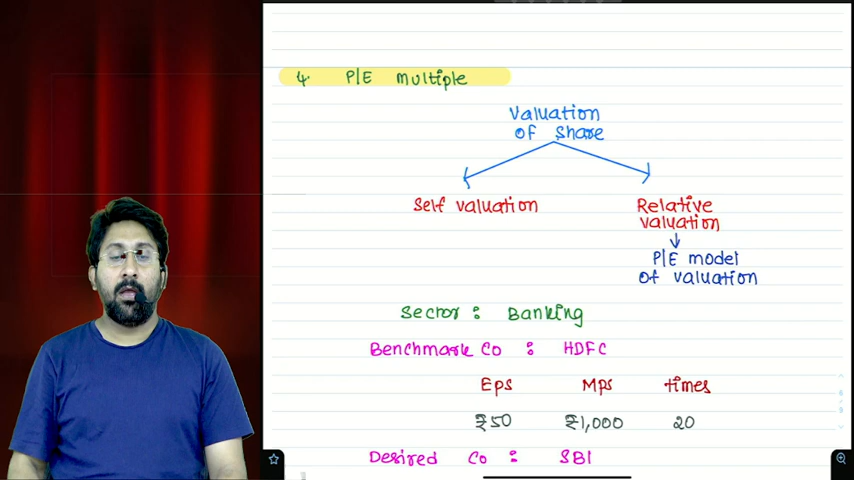 4. P/E Multiple
Valuation
of Share
Self valuation
Relative
valuation
P/E model
of valuation
Sector : Banking
Benchmark Co : HDFC
Eps Mps times
₹50 ₹1,000 20
Desired Co : SBI